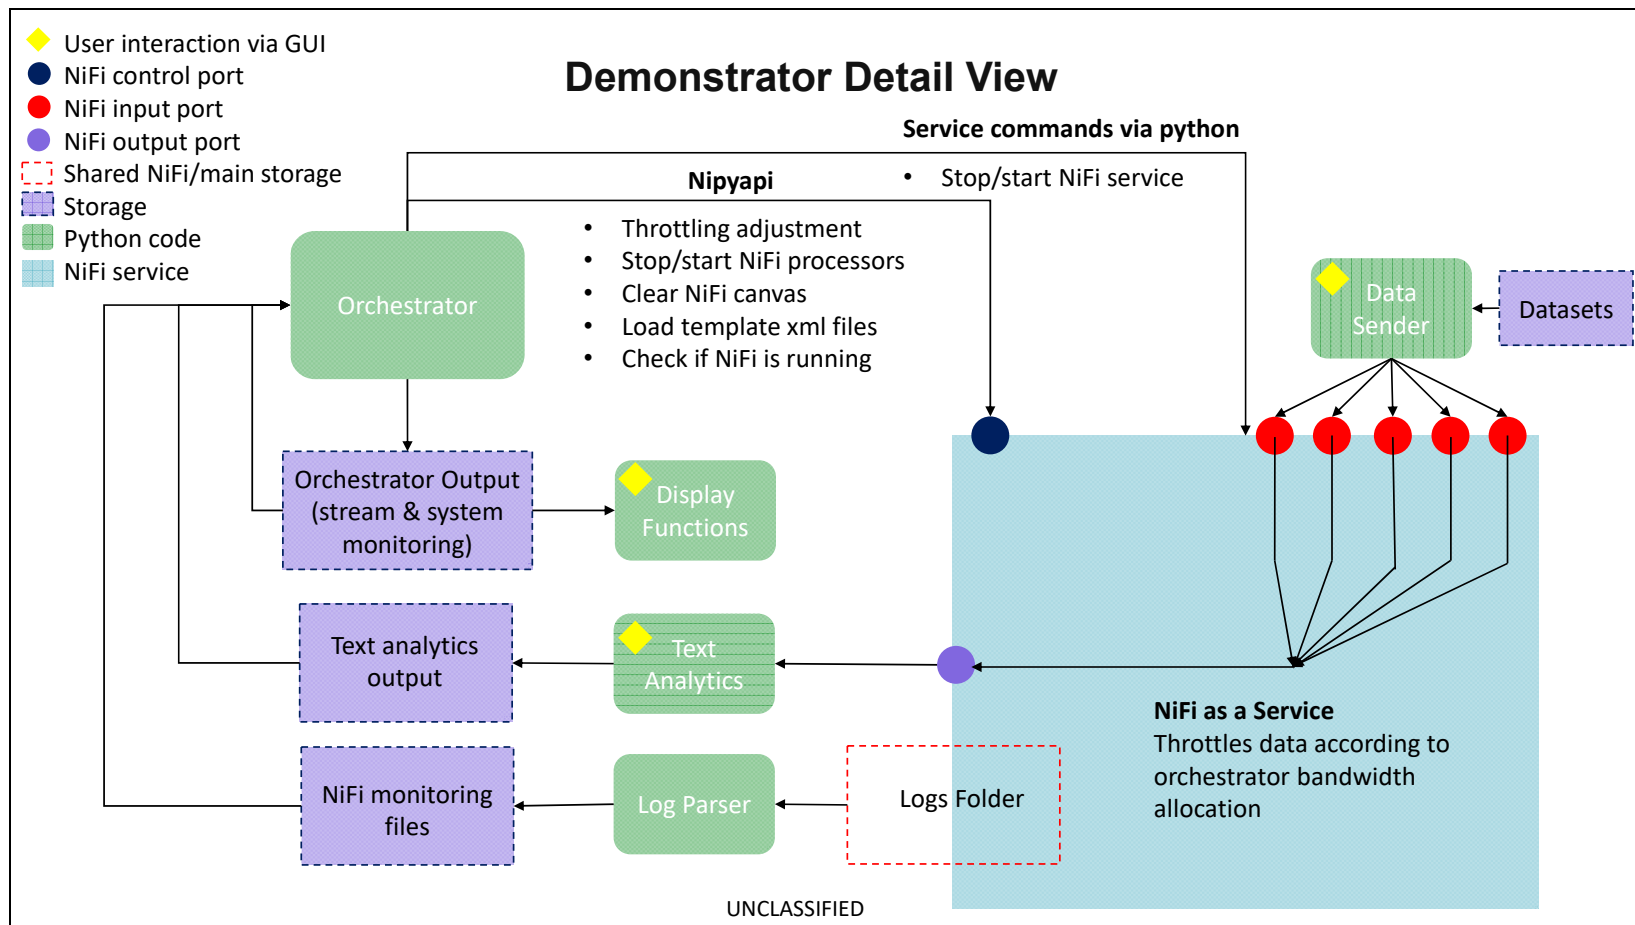 User interaction via GUI
NiFi control port
NiFi input port
NiFi output port
Shared NiFi/main storage
Storage
Python code
NiFi service
Demonstrator Detail View
Service commands via python
• Stop/start NiFi service
Nipyapi
• Throttling adjustment
• Stop/start NiFi processors
• Clear NiFi canvas
• Load template xml files
• Check if NiFi is running
Orchestrator
Data
Sender
Datasets
Orchestrator Output
(stream & system
monitoring)
Display
Functions
Text analytics
output
Text
Analytics
NiFi monitoring
files
Log Parser
Logs Folder
NiFi as a Service
Throttles data according to
orchestrator bandwidth
allocation
UNCLASSIFIED